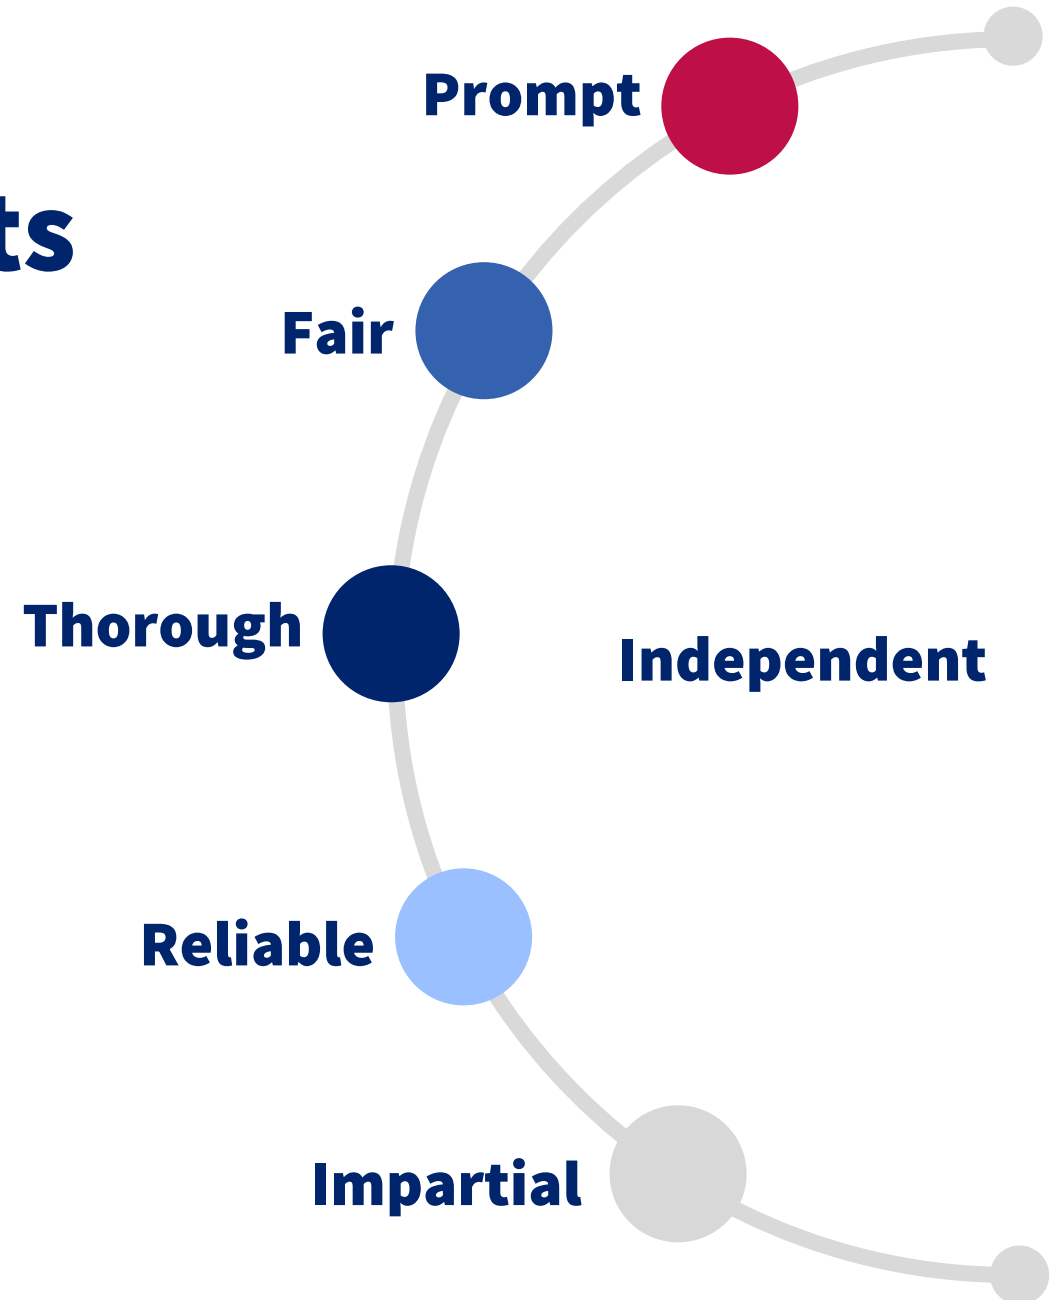 Prompt
ts
Fair
Thorough
Independent
Reliable
Impartial